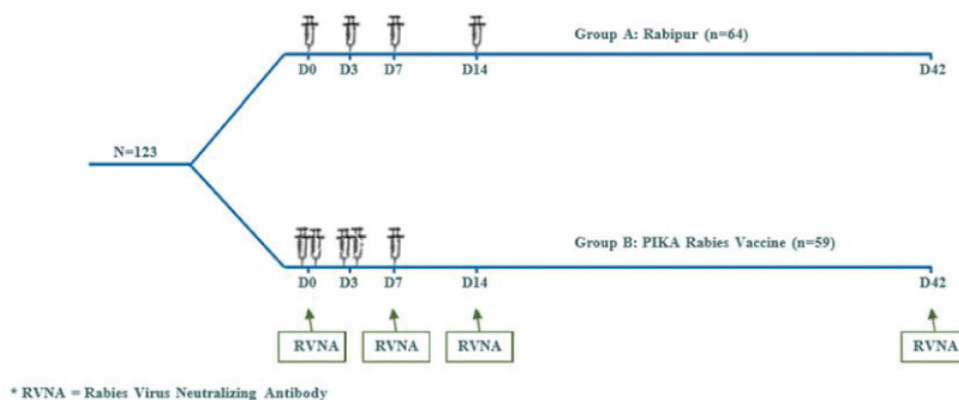 Group A: Rabipur (n=64)
D0 D3 D7 D14 D42
N=123
Group B: PIKA Rabies Vaccine (n=59)
D0 D3 D7 D14 D42
RVNA RVNA RVNA RVNA
* RVNA = Rabies Virus Neutralizing Antibody